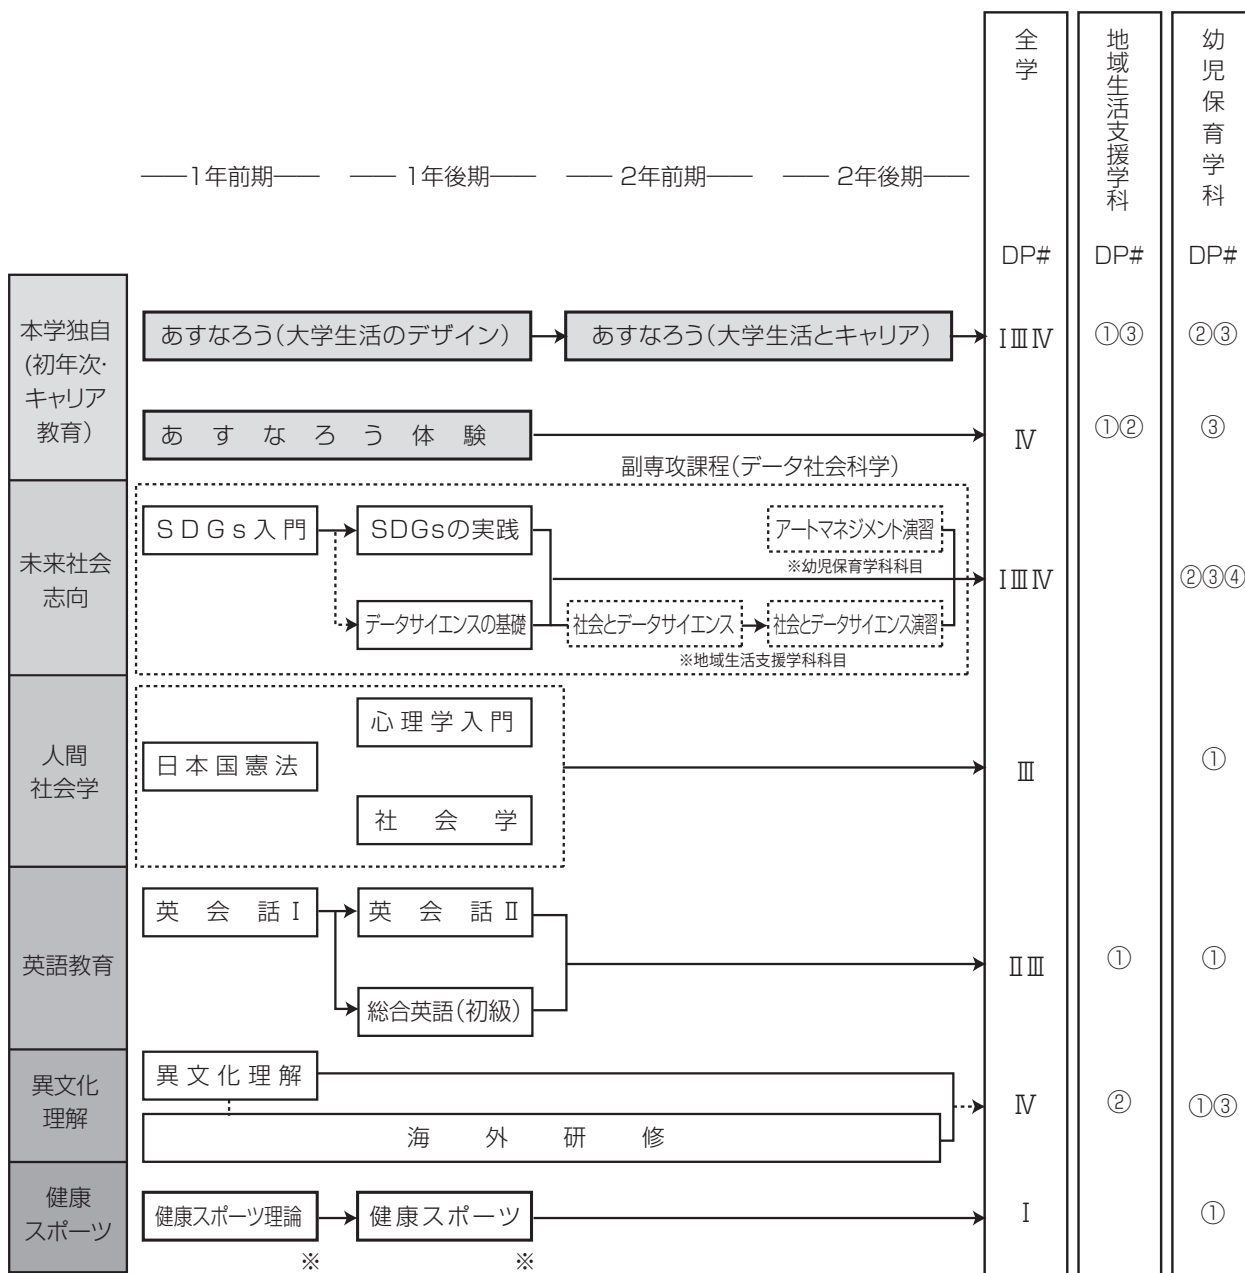 全学
地域生活支援学科
幼児保育学科
——1年前期—— —— 1年後期—— —— 2年前期—— —— 2年後期——
DP# DP# DP#
本学独自
(初年次・
キャリア
教育)
あすなろう(大学生活のデザイン) あすなろう(大学生活とキャリア) ⅠⅢⅣ ①③ ②③
あすなろう体験 Ⅳ ①② ③
副専攻課程(データ社会科学)
未来社会
志向
SDGs入門 SDGsの実践 アートマネジメント演習
※幼児保育学科科目
ⅠⅢⅣ ②③④
データサイエンスの基礎 社会とデータサイエンス 社会とデータサイエンス演習
※地域生活支援学科科目
人間
社会学
心理学入門
日本国憲法 Ⅲ ①
社会学
英語教育
英会話Ⅰ 英会話Ⅱ
ⅡⅢ ① ①
総合英語(初級)
異文化
理解
異文化理解
Ⅳ ② ①③
海外研修
健康
スポーツ
健康スポーツ理論 健康スポーツ Ⅰ ①
※ ※